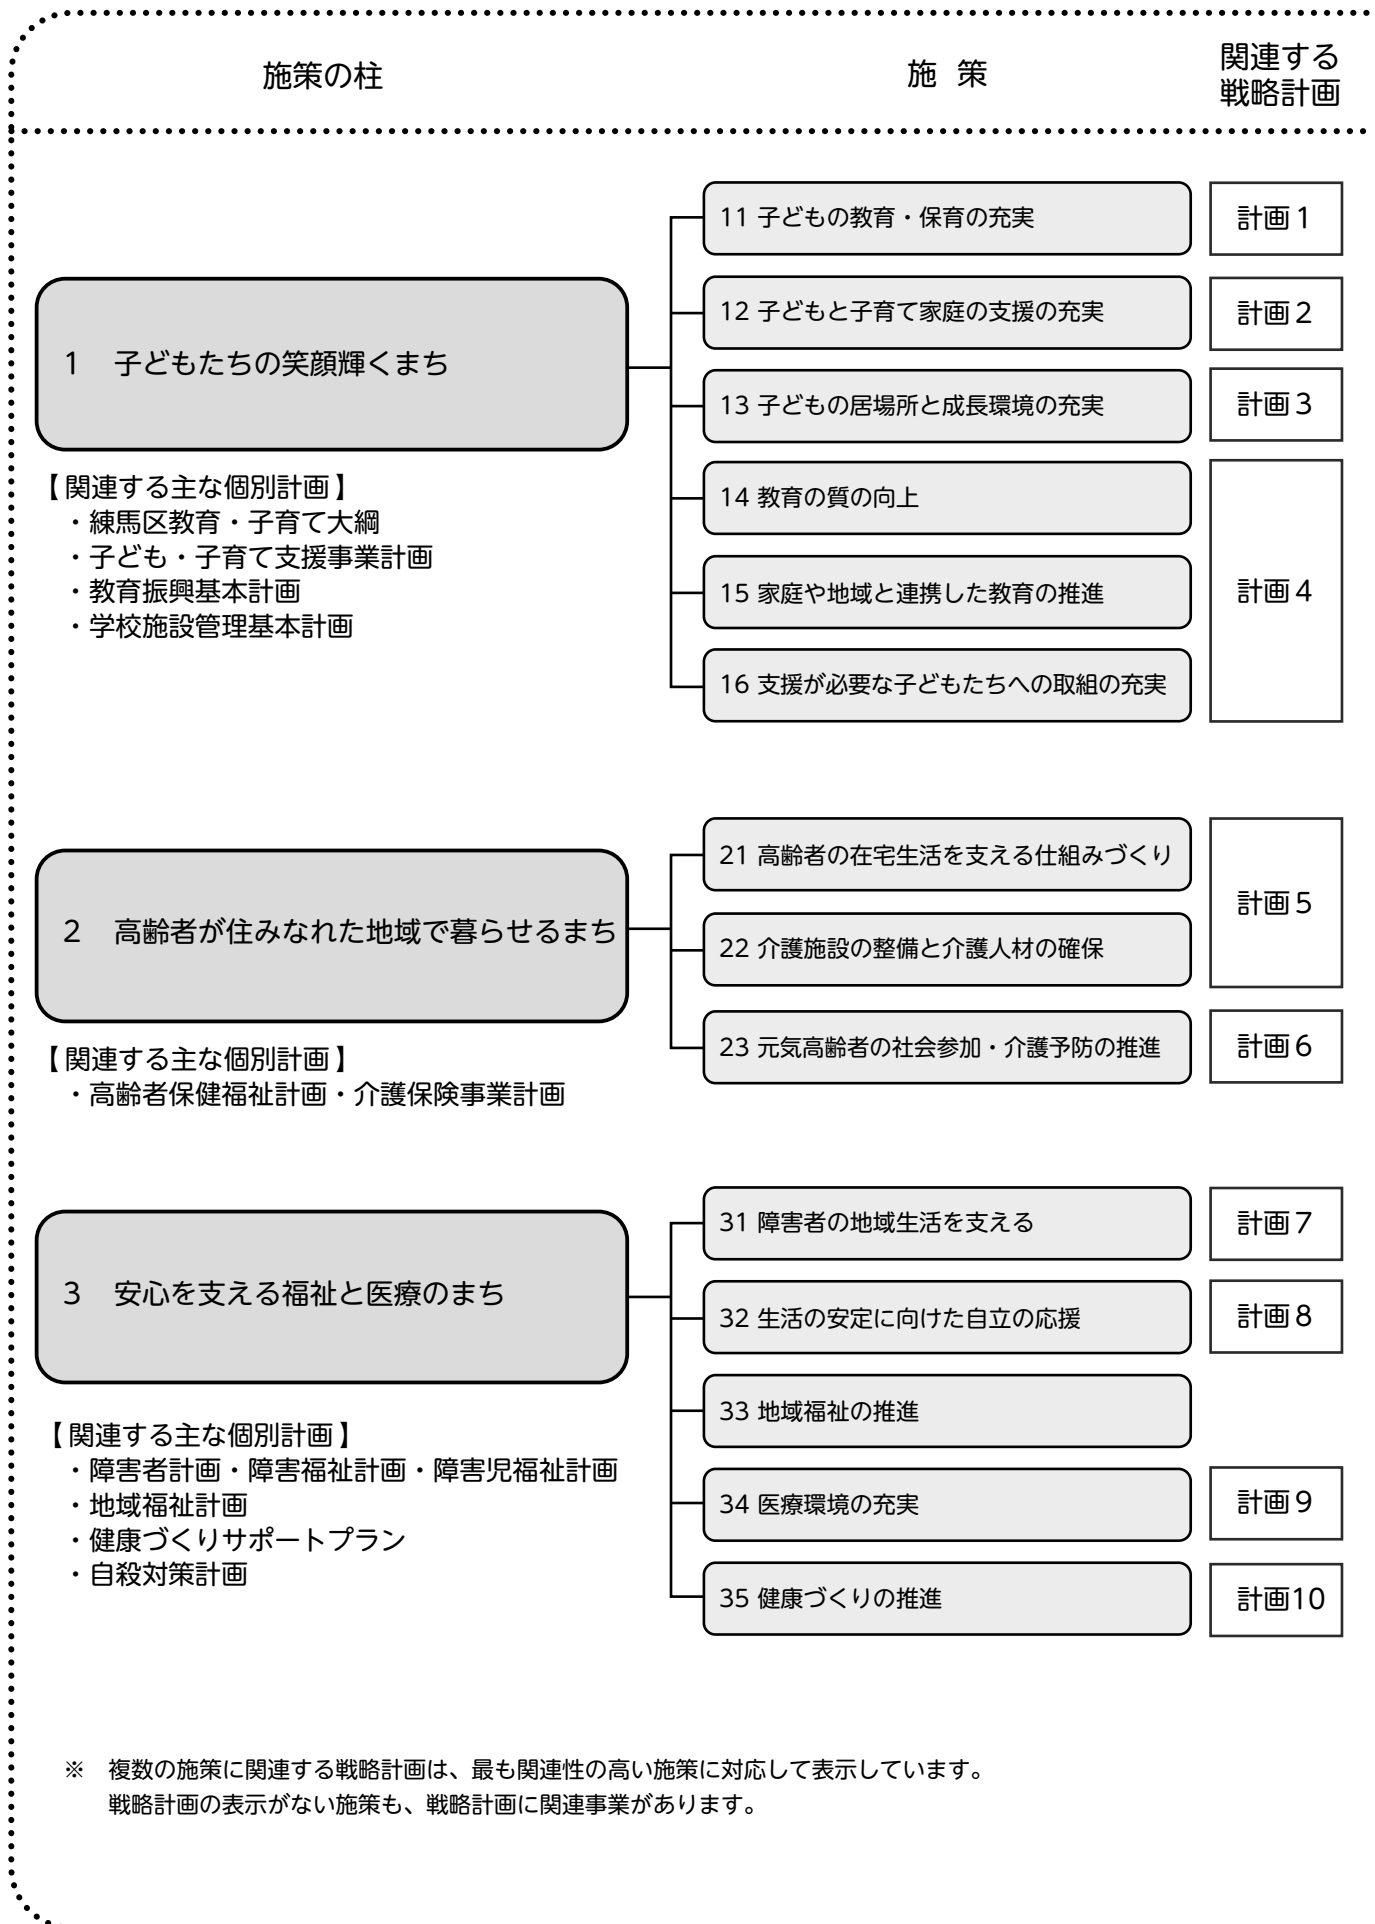 施策の柱
施 策
関連する
戦略計画
1 子どもたちの笑顔輝くまち
【関連する主な個別計画】
・練馬区教育・子育て大綱
・子ども・子育て支援事業計画
・教育振興基本計画
・学校施設管理基本計画
11 子どもの教育・保育の充実
計画1
12 子どもと子育て家庭の支援の充実
計画2
13 子どもの居場所と成長環境の充実
計画3
14 教育の質の向上
15 家庭や地域と連携した教育の推進
16 支援が必要な子どもたちへの取組の充実
計画4
2 高齢者が住みなれた地域で暮らせるまち
【関連する主な個別計画】
・高齢者保健福祉計画・介護保険事業計画
21 高齢者の在宅生活を支える仕組みづくり
22 介護施設の整備と介護人材の確保
計画5
23 元気高齢者の社会参加・介護予防の推進
計画6
3 安心を支える福祉と医療のまち
【関連する主な個別計画】
・障害者計画・障害福祉計画・障害児福祉計画
・地域福祉計画
・健康づくりサポートプラン
・自殺対策計画
31 障害者の地域生活を支える
計画7
32 生活の安定に向けた自立の応援
計画8
33 地域福祉の推進
34 医療環境の充実
計画9
35 健康づくりの推進
計画10
※ 複数の施策に関連する戦略計画は、最も関連性の高い施策に対応して表示しています。
戦略計画の表示がない施策も、戦略計画に関連事業があります。